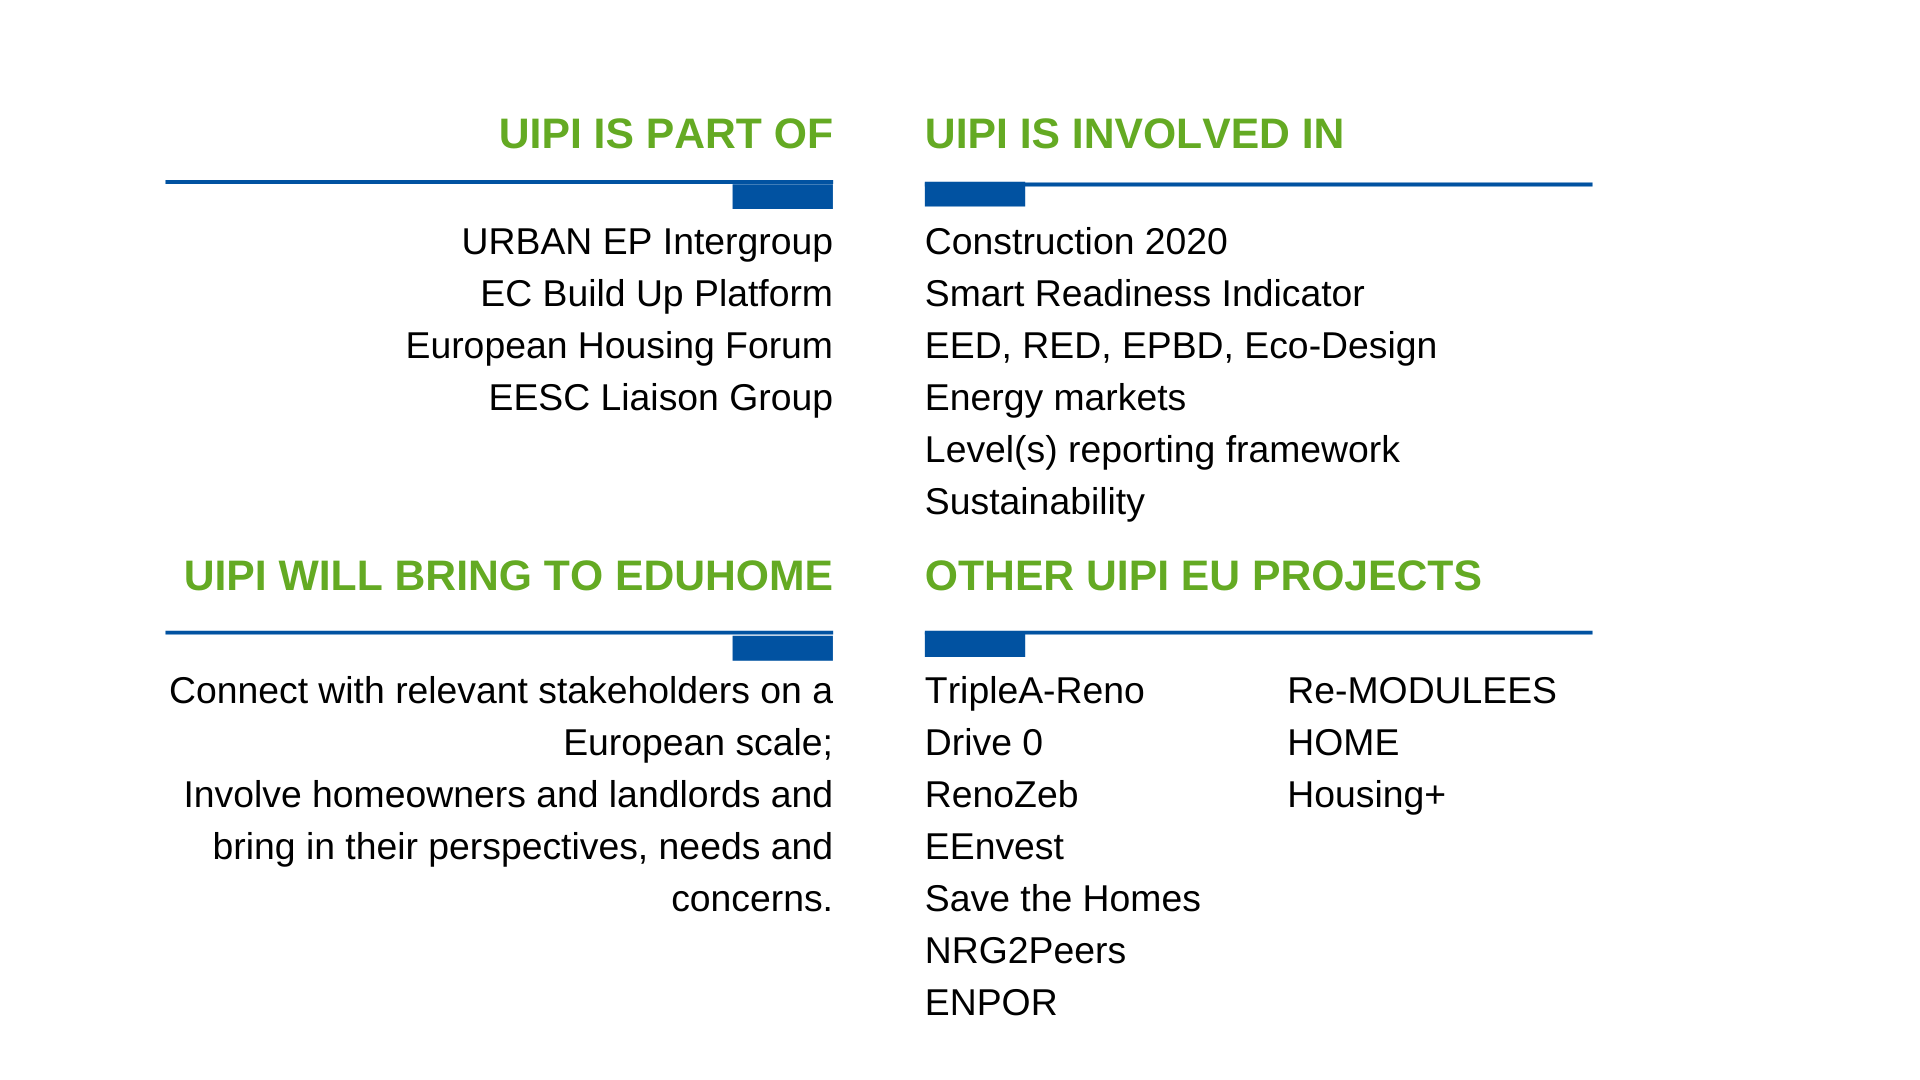 UIPI IS PART OF
URBAN EP Intergroup
EC Build Up Platform
European Housing Forum
EESC Liaison Group
UIPI IS INVOLVED IN
Construction 2020
Smart Readiness Indicator
EED, RED, EPBD, Eco-Design
Energy markets
Level(s) reporting framework
Sustainability
UIPI WILL BRING TO EDUHOME
Connect with relevant stakeholders on a
European scale;
Involve homeowners and landlords and
bring in their perspectives, needs and
concerns.
OTHER UIPI EU PROJECTS
TripleA-Reno
Drive 0
RenoZeb
EEnvest
Save the Homes
NRG2Peers
ENPOR
Re-MODULEES
HOME
Housing+